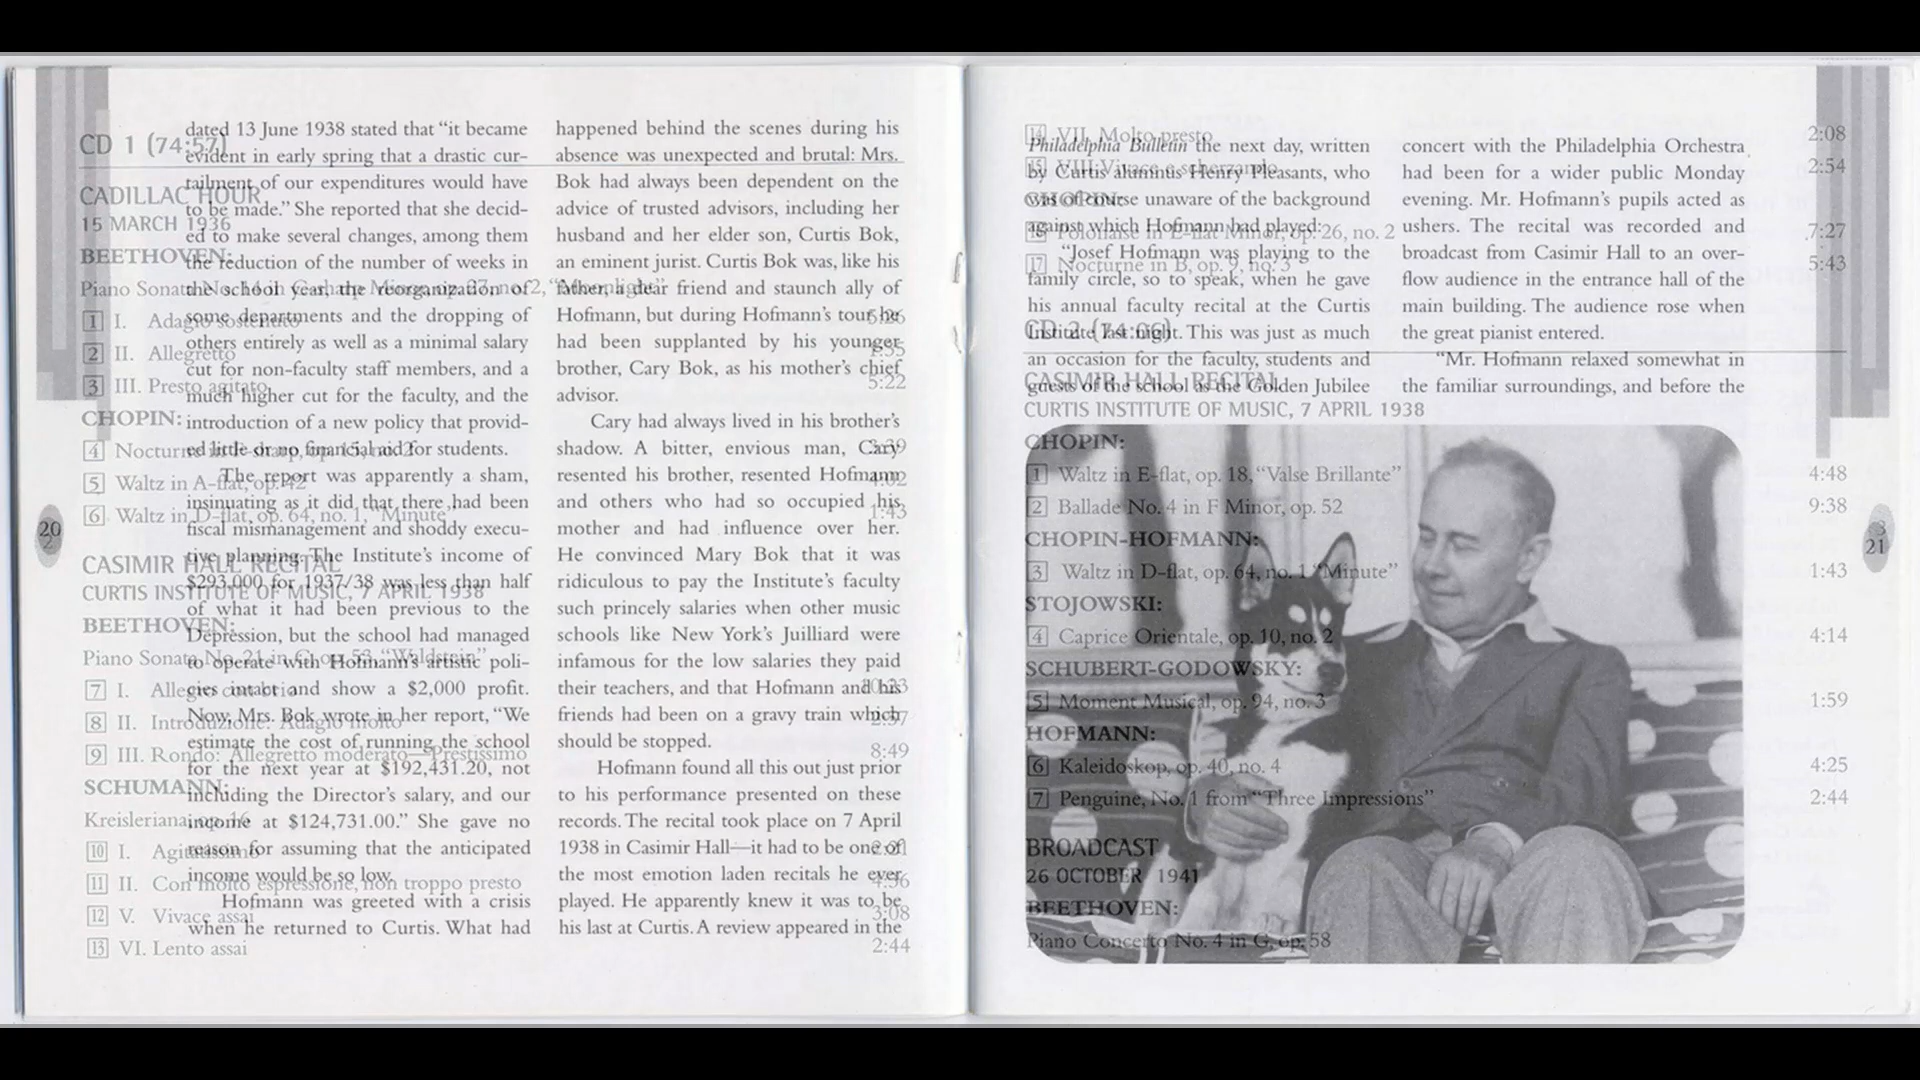 dated 13 June 1938 stated that “it became
evident in early spring that a drastic cur-
tailment of our expenditures would have
to be made.” She reported that she decid-
ed to make several changes, among them
the reduction of the number of weeks in
the school year, the reorganization of
some departments and the dropping of
others entirely as well as a minimal salary
cut for non-faculty staff members, and a
much higher cut for the faculty, and the
introduction of a new policy that provid-
ed little or no financial aid for students.
The report was apparently a sham,
insinuating as it did that there had been
fiscal mismanagement and shoddy execu-
tive planning. The Institute’s income of
$293,000 for 1937/38 was less than half
of what it had been previous to the
Depression, but the school had managed
to operate with Hofmann’s artistic poli-
cies intact and show a $2,000 profit.
Now, Mrs. Bok wrote in her report, “We
estimate the cost of running the school
for the next year at $192,431.20, not
including the Director’s salary, and our
income at $124,731.00.” She gave no
reason for assuming that the anticipated
income would be so low.
Hofmann was greeted with a crisis
when he returned to Curtis. What had
happened behind the scenes during his
absence was unexpected and brutal: Mrs.
Bok had always been dependent on the
advice of trusted advisors, including her
husband and her elder son, Curtis Bok,
an eminent jurist. Curtis Bok was, like his
father, a dear friend and staunch ally of
Hofmann, but during Hofmann’s tour he
had been supplanted by his younger
brother, Cary Bok, as his mother’s chief
advisor.
Cary had always lived in his brother’s
shadow. A bitter, envious man, Cary
resented his brother, resented Hofmann
and others who had so occupied his
mother and had influence over her.
He convinced Mary Bok that it was
ridiculous to pay the Institute’s faculty
such princely salaries when other music
schools like New York’s Juilliard were
infamous for the low salaries they paid
their teachers, and that Hofmann and his
friends had been on a gravy train which
should be stopped.
Hofmann found all this out just prior
to his performance presented on these
records. The recital took place on 7 April
1938 in Casimir Hall—it had to be one of
the most emotion laden recitals he ever
played. He apparently knew it was to be
his last at Curtis. A review appeared in the
20
CD 1 (74:57)
CADILLAC HOUR
15 MARCH 1936
BEETHOVEN:
Piano Sonata No. 14 in C-sharp Minor, op. 27, no. 2, “Moonlight”
1 I. Adagio sostenuto 5:26
2 II. Allegretto 1:55
3 III. Presto agitato 5:22
CHOPIN:
4 Nocturne in F-sharp, op. 15, no. 2 3:39
5 Waltz in A-flat, op. 42 4:02
6 Waltz in D-flat, op. 64, no. 1, “Minute” 1:43
CASIMIR HALL RECITAL
CURTIS INSTITUTE OF MUSIC, 7 APRIL 1938
BEETHOVEN:
Piano Sonata No. 21 in C, op. 53, “Waldstein”
7 I. Allegro con brio 10:23
8 II. Introduzione: Adagio molto 2:57
9 III. Rondo: Allegretto moderato—Prestissimo 8:49
SCHUMANN:
Kreisleriana, op. 16
10 I. Agitatissimo
11 II. Con molto espressione, non troppo presto 4:56
12 V. Vivace assai 3:08
13 VI. Lento assai 2:44
Philadelphia Bulletin the next day, written
by Curtis alumnus Henry Pleasants, who
was of course unaware of the background
against which Hofmann had played:
“Josef Hofmann was playing to the
family circle, so to speak, when he gave
his annual faculty recital at the Curtis
Institute last night. This was just as much
an occasion for the faculty, students and
guests of the school as the Golden Jubilee
concert with the Philadelphia Orchestra
had been for a wider public Monday
evening. Mr. Hofmann’s pupils acted as
ushers. The recital was recorded and
broadcast from Casimir Hall to an over-
flow audience in the entrance hall of the
main building. The audience rose when
the great pianist entered.
“Mr. Hofmann relaxed somewhat in
the familiar surroundings, and before the
21
3
14 VII. Molto presto 2:08
15 VIII. Vivace e scherzando 2:54
CHOPIN:
16 Polonaise in E-flat Minor, op. 26, no. 2 7:27
17 Nocturne in B, op. 9, no. 3 5:43
CD 2 (74:06)
CASIMIR HALL RECITAL
CURTIS INSTITUTE OF MUSIC, 7 APRIL 1938
CHOPIN:
1 Waltz in E-flat, op. 18, “Valse Brillante” 4:48
2 Ballade No. 4 in F Minor, op. 52 9:38
CHOPIN-HOFMANN:
3 Waltz in D-flat, op. 64, no. 1 “Minute” 1:43
STOJOWSKI:
4 Caprice Orientale, op. 10, no. 2 4:14
SCHUBERT-GODOWSKY:
5 Moment Musical, op. 94, no. 3 1:59
HOFMANN:
6 Kaleidoskop, op. 40, no. 4 4:25
7 Penguine, No. 1 from “Three Impressions” 2:44
BROADCAST
26 OCTOBER 1941
BEETHOVEN:
Piano Concerto No. 4 in G, op. 58